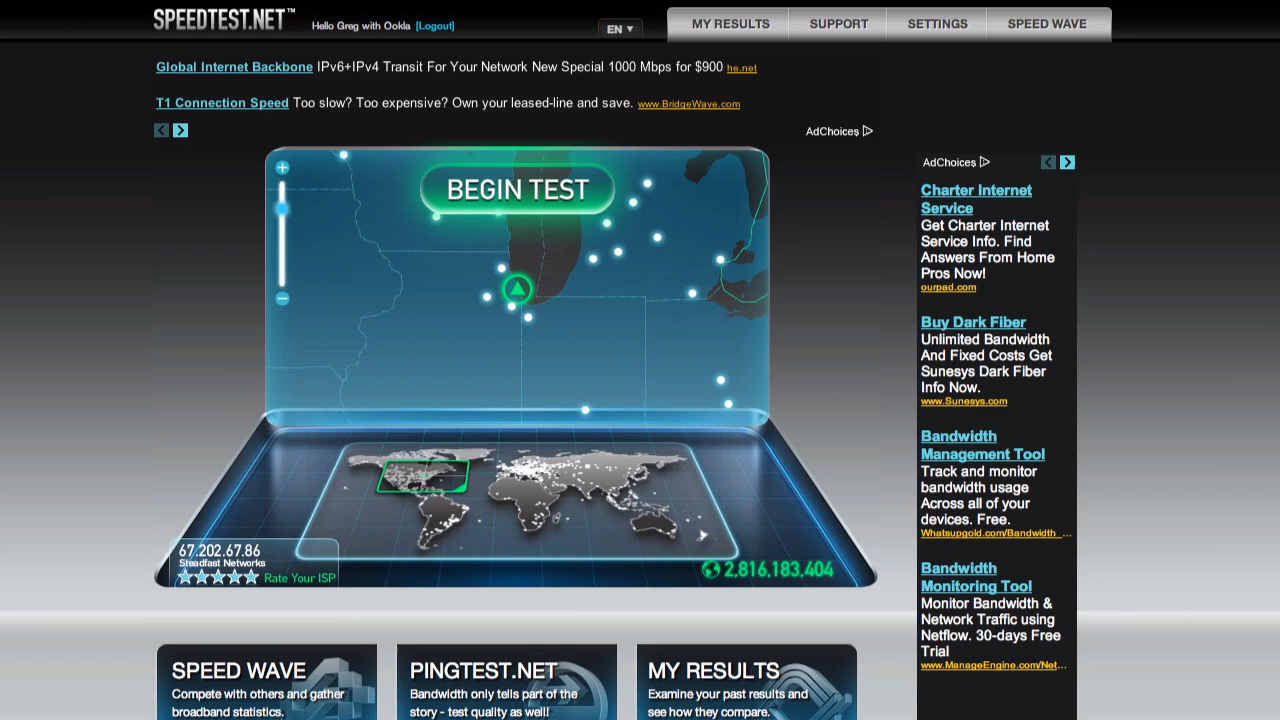 SPEEDTEST.NET™
Hello Greg with Ookla [Logout]
EN ▼
MY RESULTS
SUPPORT
SETTINGS
SPEED WAVE
Global Internet Backbone IPv6+IPv4 Transit For Your Network New Special 1000 Mbps for $900 he.net
T1 Connection Speed Too slow? Too expensive? Own your leased-line and save. www.BridgeWave.com
AdChoices
BEGIN TEST
67.202.67.86
Steadfast Networks
Rate Your ISP
2,816,183,404
AdChoices
Charter Internet
Service
Get Charter Internet
Service Info. Find
Answers From Home
Pros Now!
ourpad.com
Buy Dark Fiber
Unlimited Bandwidth
And Fixed Costs Get
Sunesys Dark Fiber
Info Now.
www.Sunesys.com
Bandwidth
Management Tool
Track and monitor
bandwidth usage
Across all of your
devices. Free.
Whatsupgold.com/Bandwidth_...
Bandwidth
Monitoring Tool
Monitor Bandwidth &
Network Traffic using
Netflow. 30-days Free
Trial
www.ManageEngine.com/Net...
SPEED WAVE
Compete with others and gather
broadband statistics.
PINGTEST.NET
Bandwidth only tells part of the
story - test quality as well!
MY RESULTS
Examine your past results and
see how they compare.